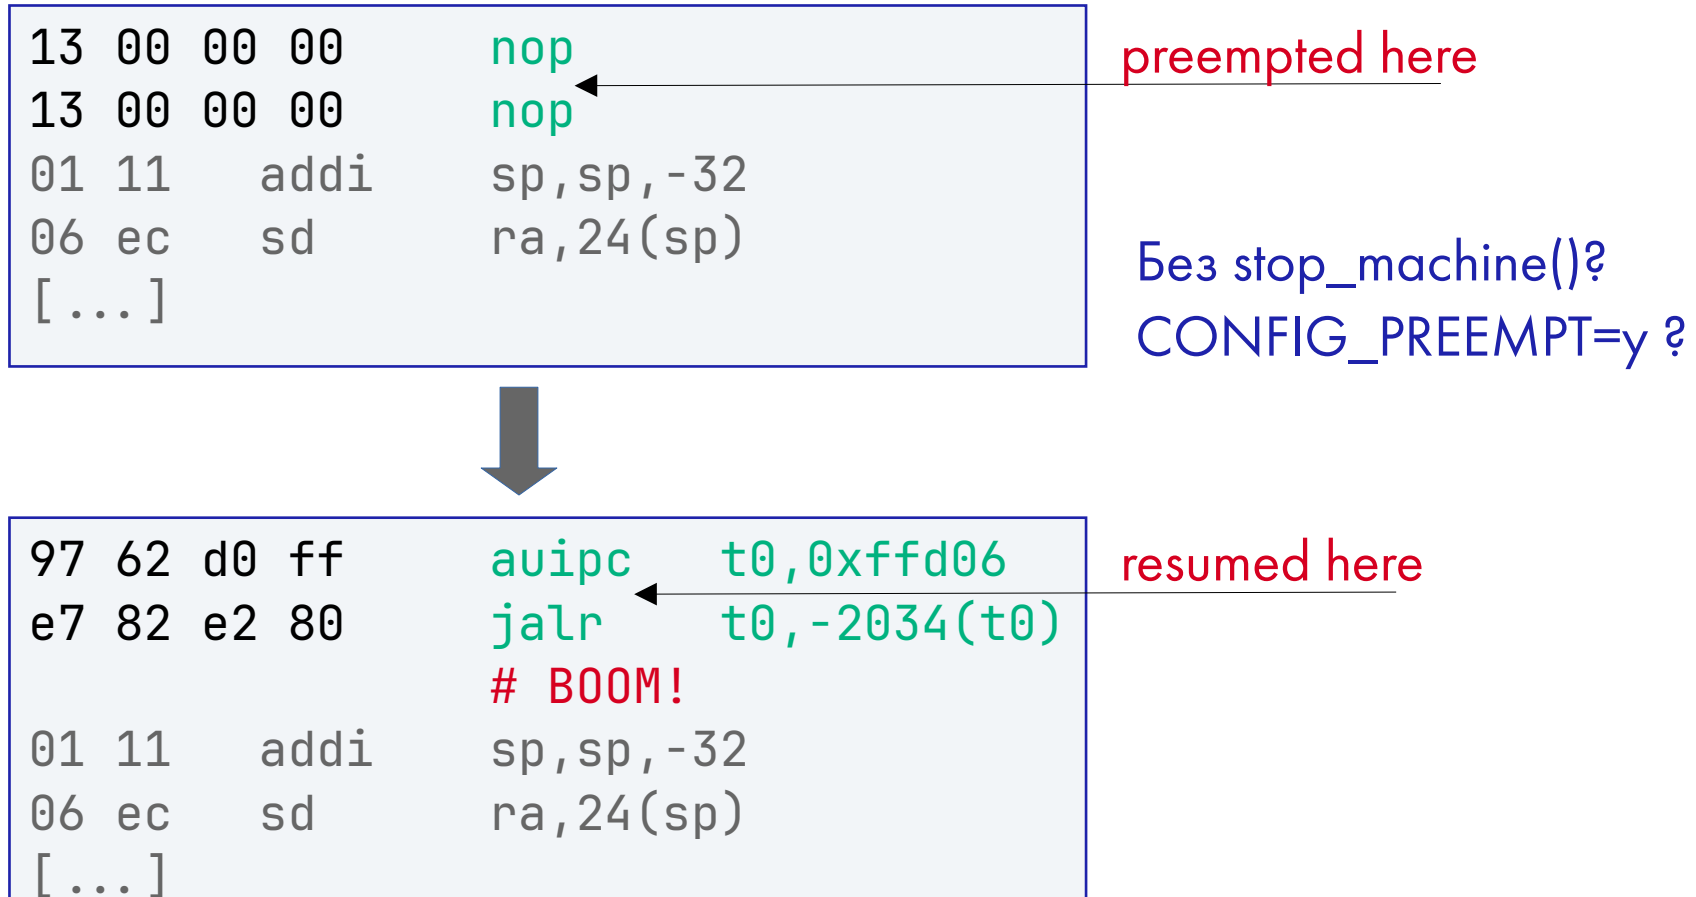 13 00 00 00 nop
preempted here
13 00 00 00 nop
01 11 addi sp,sp,-32
06 ec sd ra,24(sp)
[...]
Без stop_machine()?
CONFIG_PREEMPT=y ?
97 62 d0 ff auipc t0,0xffd06
resumed here
e7 82 e2 80 jalr t0,-2034(t0)
# BOOM!
01 11 addi sp,sp,-32
06 ec sd ra,24(sp)
[...]